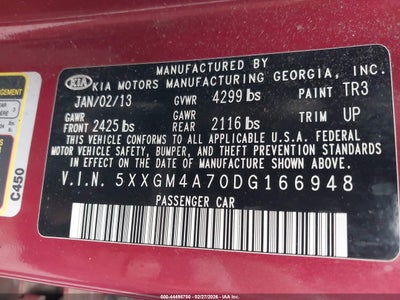 MANUFACTURED BY
KIA KIA MOTORS MANUFACTURING GEORGIA, INC.
JAN/02/13 GVWR 4299 lbs PAINT TR3
GAWR FRONT 2425 lbs GAWR REAR 2116 lbs TRIM UP
THIS VEHICLE CONFORMS TO ALL APPLICABLE U.S.A. FEDERAL
MOTOR VEHICLE SAFETY, BUMPER, AND THEFT PREVENTION STANDARDS
IN EFFECT ON THE DATE OF MANUFACTURE SHOWN ABOVE.
V.I.N. 5XXGM4A70DG166948
PASSENGER CAR
C450